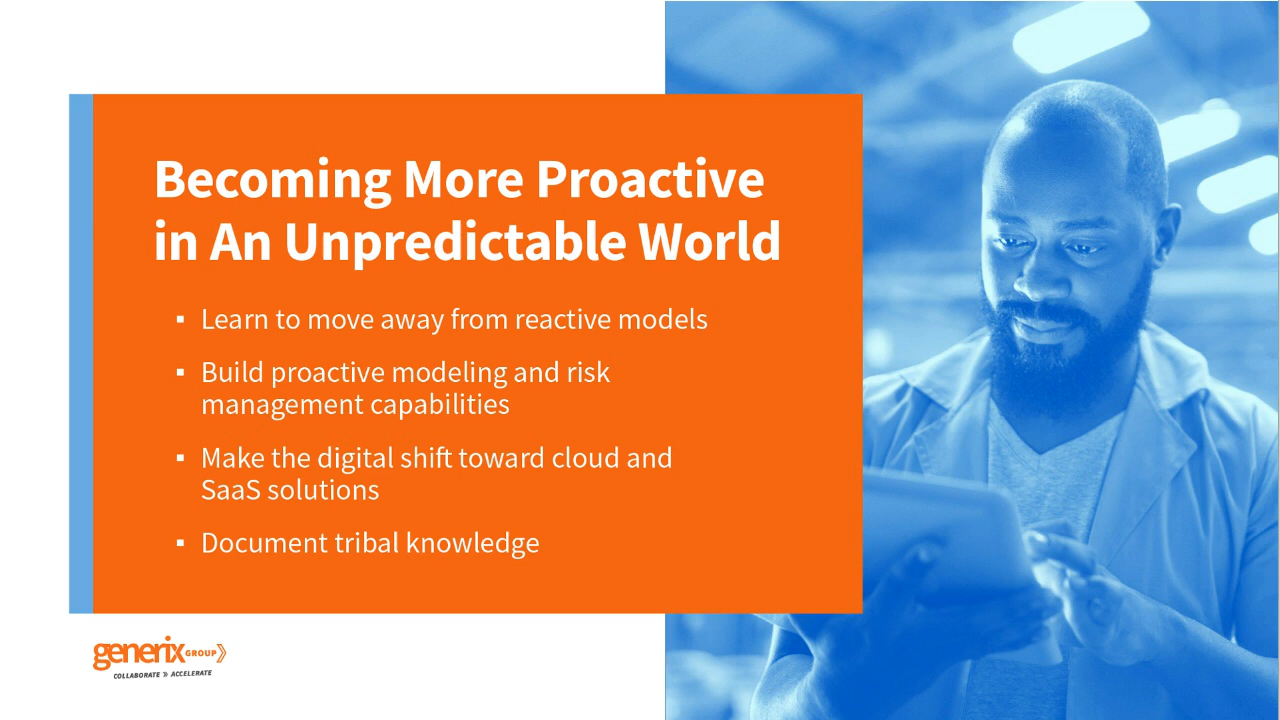 Becoming More Proactive
in An Unpredictable World
▪ Learn to move away from reactive models
▪ Build proactive modeling and risk
management capabilities
▪ Make the digital shift toward cloud and
SaaS solutions
▪ Document tribal knowledge
generix GROUP
COLLABORATE » ACCELERATE